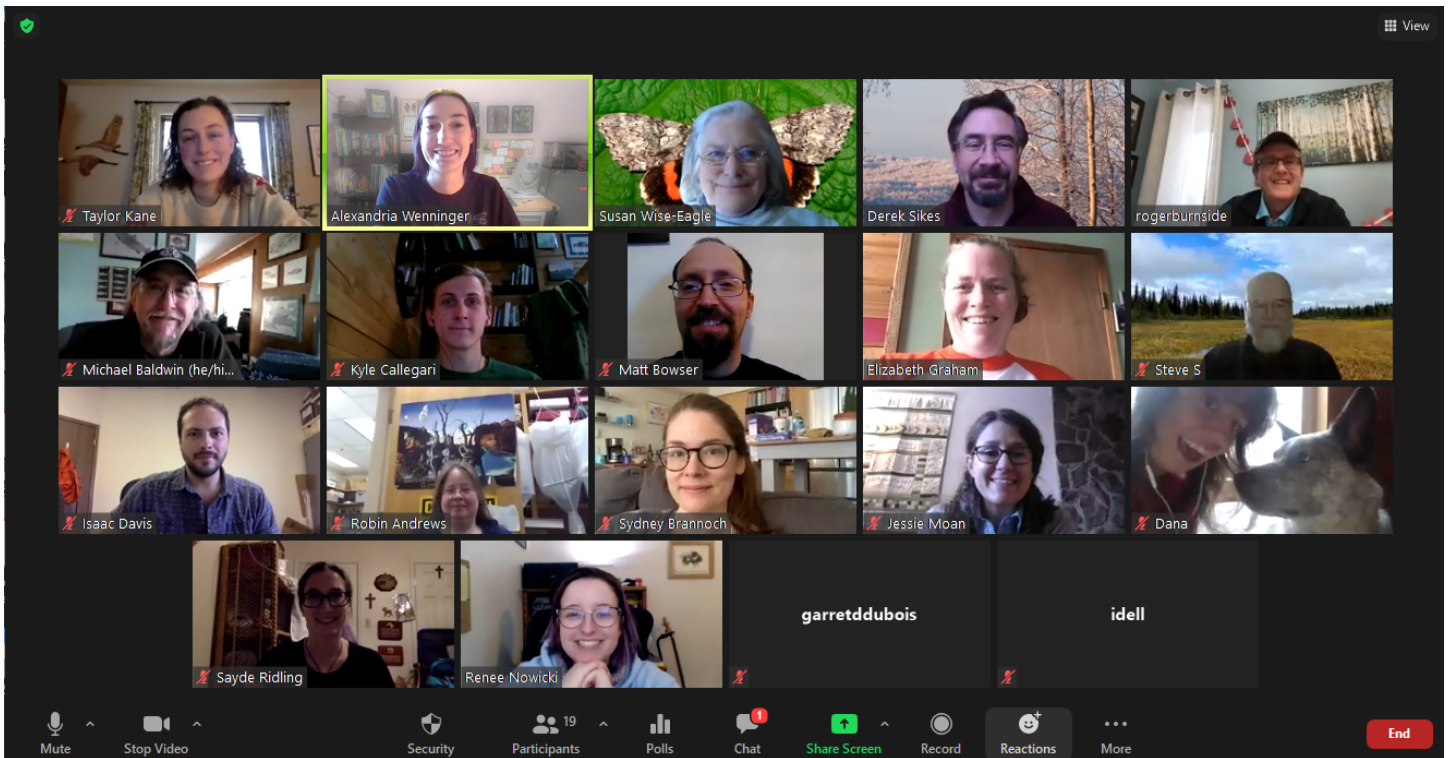 View
Taylor Kane
Alexandria Wenninger
Susan Wise-Eagle
Derek Sikes
rogerburnside
Michael Baldwin (he/hi...
Kyle Callegari
Matt Bowser
Elizabeth Graham
Steve S
Isaac Davis
Robin Andrews
Sydney Brannoch
Jessie Moan
Dana
Sayde Ridling
Renee Nowicki
garretddubois
idell
19
1
Mute
Stop Video
Security
Participants
Polls
Chat
Share Screen
Record
Reactions
More
End